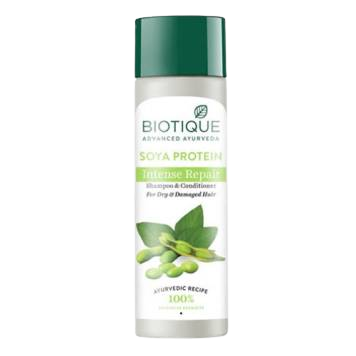 BIOTIQUE
ADVANCED AYURVEDA
SOYA PROTEIN
Intense Repair
Shampoo & Conditioner
For Dry & Damaged Hair
AYURVEDIC RECIPE
100%